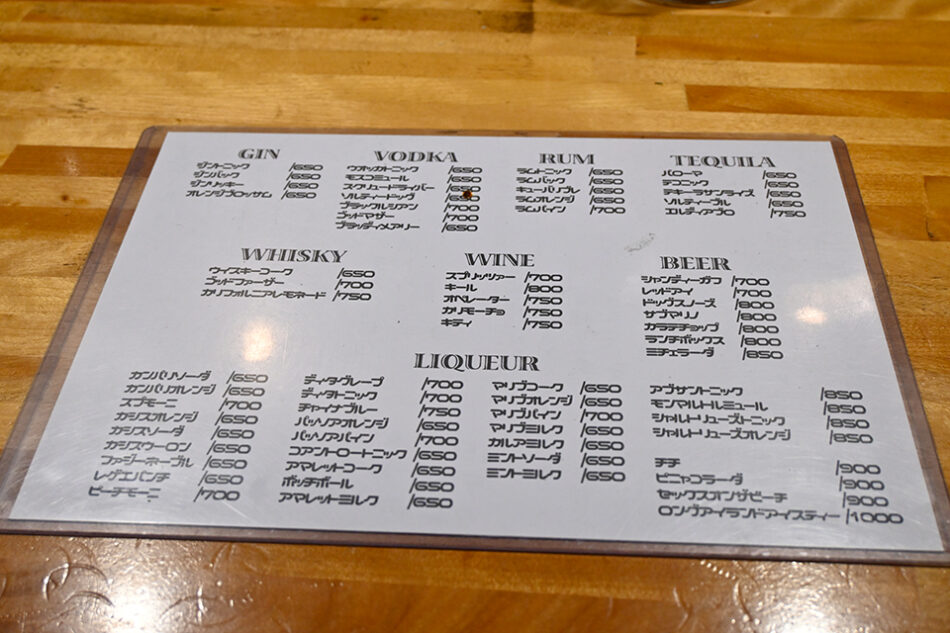 GIN
ジントニック /650
ジンバック /650
ジンリッキー /650
オレンジブロッサム /650
VODKA
ウオッカトニック /650
モスコミュール /650
スクリュードライバー /650
ソルティードッグ /650
ブラックルシアン /700
ゴッドマザー /700
ブラッディメアリー /650
RUM
ラムトニック /650
ラムバック /650
キューバリブレ /650
ラムオレンジ /650
ラムパイン /700
TEQUILA
パローマ /650
テコニック /650
テキーラサンライズ /650
ソルティーブル /650
エルディアブロ /750
WHISKY
ウイスキーコーク /650
ゴッドファーザー /700
カリフォルニアレモネード /750
WINE
スプリッツァー /700
キール /800
オペレーター /750
カリモーチョ /750
キティ /750
BEER
シャンディーガフ /700
レッドアイ /700
ドッグスノーズ /800
サブマリノ /800
カラテチョップ /800
ランチボックス /800
ミチェラーダ /850
LIQUEUR
カンパリソーダ /650
カンパリオレンジ /650
スプモーニ /700
カシスオレンジ /650
カシスソーダ /650
カシスウーロン /650
ファジーネーブル /650
レゲエパンチ /650
ピーチモーニ /700
ディタグレープ /700
ディタトニック /700
チャイナブルー /750
パッソアオレンジ /650
パッソアパイン /700
コアントロートニック /650
アマレットコーク /650
ボッチボール /650
アマレットミルク /650
マリブコーク /650
マリブオレンジ /650
マリブパイン /700
マリブミルク /650
カルアミルク /650
ミントソーダ /650
ミントミルク /650
アブサントニック /850
モンマルトルミュール /850
シャルトリューズトニック /850
シャルトリューズオレンジ /850
チチ /900
ピニャコラーダ /900
セックスオンザビーチ /900
ロングアイランドアイスティー /1000